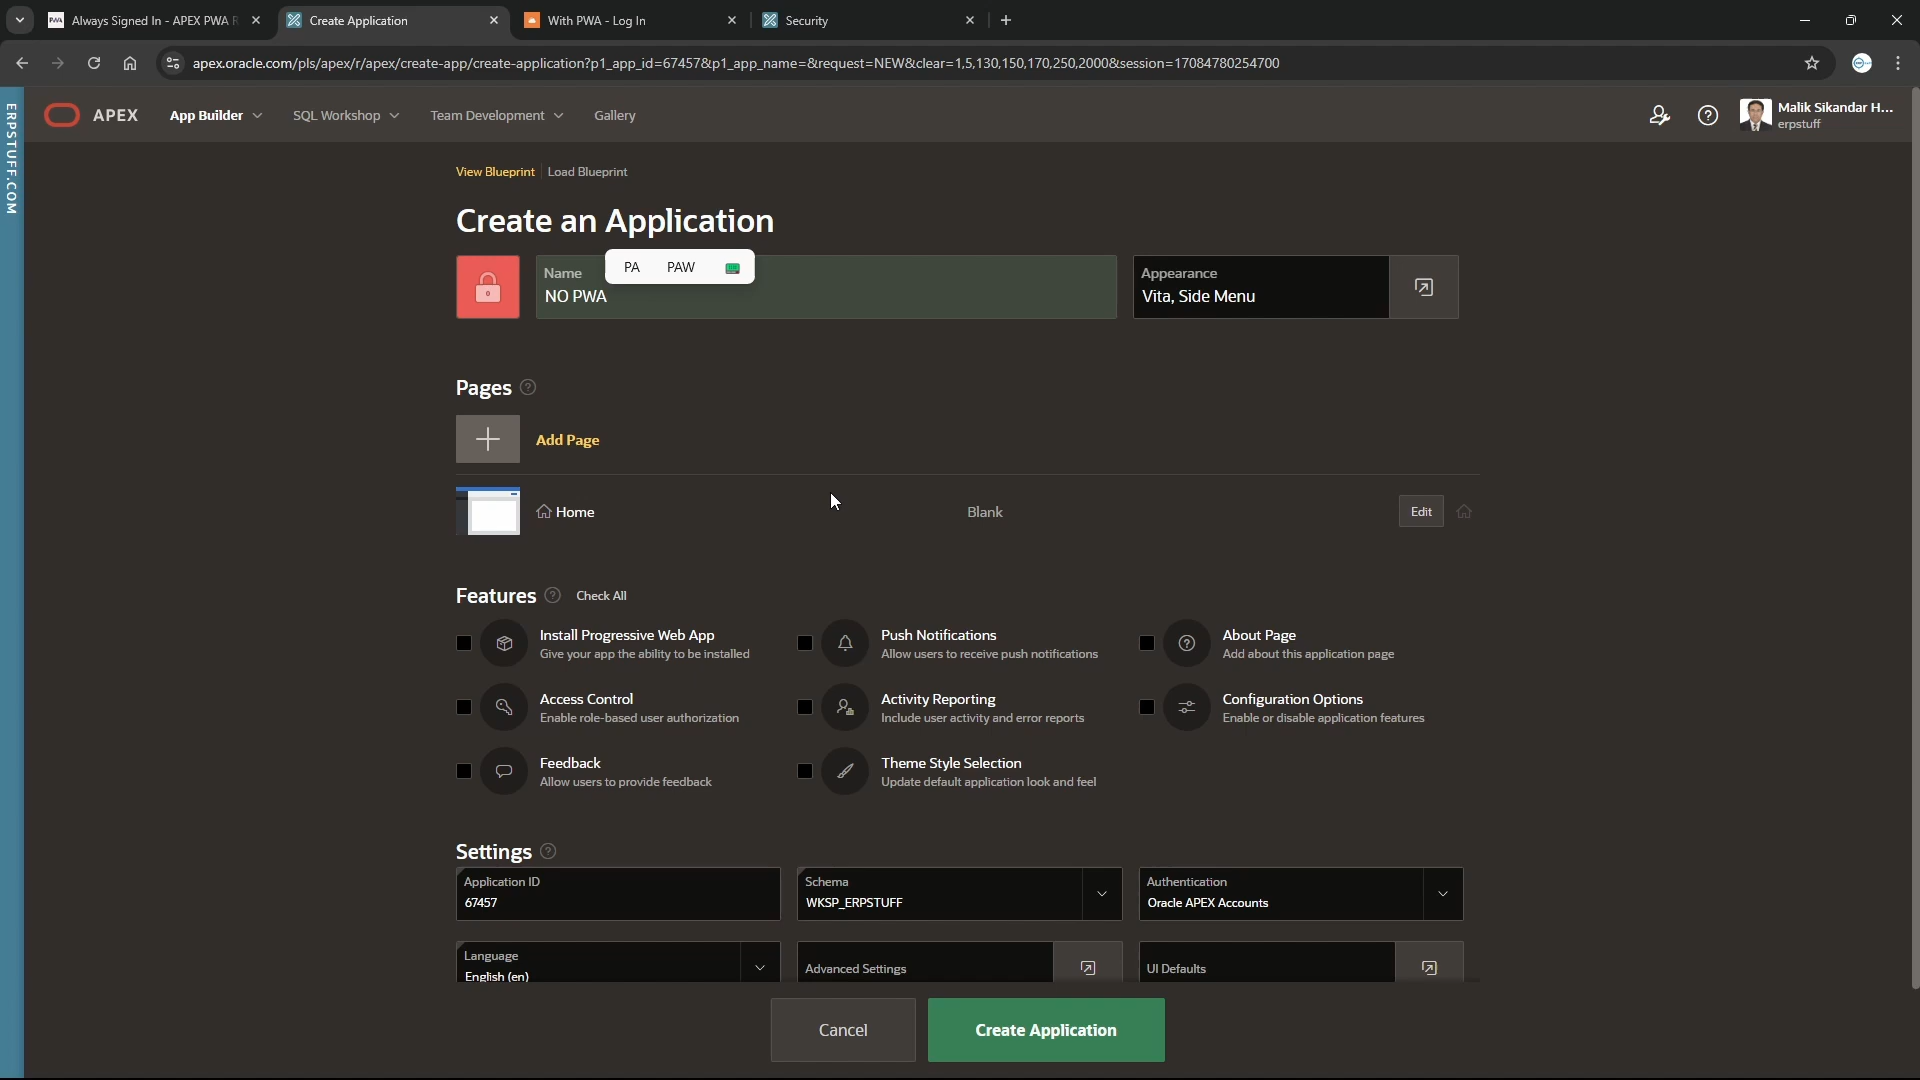 PWA Always Signed In - APEX PWA R
Create Application
With PWA - Log In
Security
apex.oracle.com/pls/apex/r/apex/create-app/create-application?p1_app_id=67457&p1_app_name=&request=NEW&clear=1,5,130,150,170,250,2000&session=17084780254700
ERPSTUFF.COM
APEX App Builder SQL Workshop Team Development Gallery
Malik Sikandar H...
erpstuff
View Blueprint Load Blueprint
Create an Application
PA PAW
Name
NO PWA
Appearance
Vita, Side Menu
Pages
Add Page
Home Blank Edit
Features Check All
Install Progressive Web App
Give your app the ability to be installed
Push Notifications
Allow users to receive push notifications
About Page
Add about this application page
Access Control
Enable role-based user authorization
Activity Reporting
Include user activity and error reports
Configuration Options
Enable or disable application features
Feedback
Allow users to provide feedback
Theme Style Selection
Update default application look and feel
Settings
Application ID
67457
Schema
WKSP_ERPSTUFF
Authentication
Oracle APEX Accounts
Language
English (en)
Advanced Settings
UI Defaults
Cancel Create Application